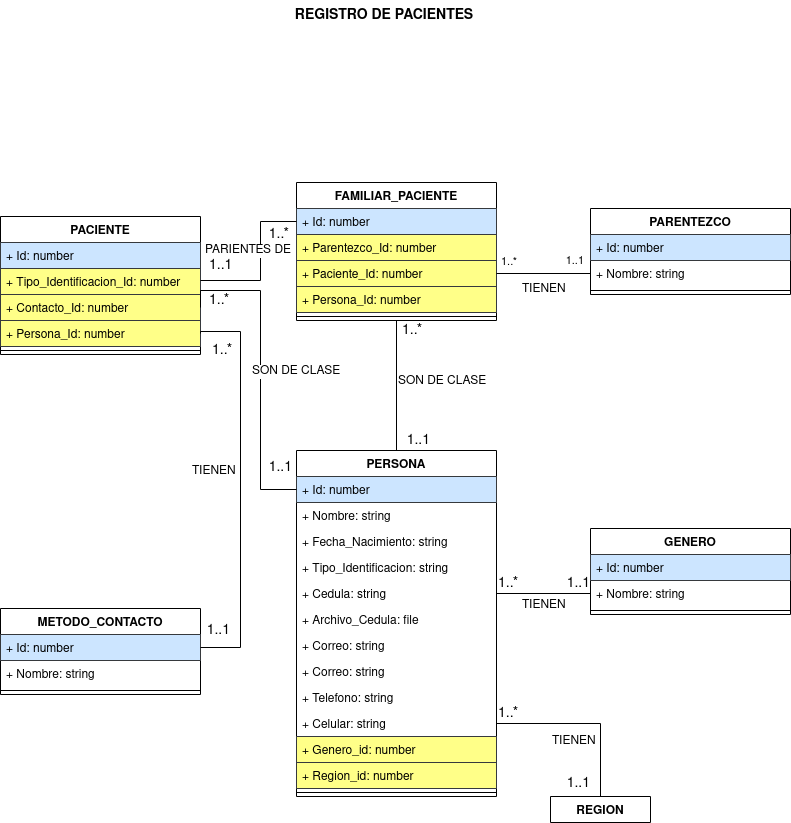 REGISTRO DE PACIENTES
FAMILIAR_PACIENTE
+ Id: number
+ Parentezco_Id: number
+ Paciente_Id: number
+ Persona_Id: number
PARENTEZCO
+ Id: number
+ Nombre: string
PACIENTE
+ Id: number
+ Tipo_Identificacion_Id: number
+ Contacto_Id: number
+ Persona_Id: number
1..*
PARIENTES DE
1..1
1..*
1..1
TIENEN
1..*
1..*
SON DE CLASE
1..1
1..*
SON DE CLASE
1..1
TIENEN
1..1
PERSONA
+ Id: number
+ Nombre: string
+ Fecha_Nacimiento: string
+ Tipo_Identificacion: string
+ Cedula: string
+ Archivo_Cedula: file
+ Correo: string
+ Correo: string
+ Telefono: string
+ Celular: string
+ Genero_id: number
+ Region_id: number
GENERO
+ Id: number
+ Nombre: string
1..*
1..1
TIENEN
METODO_CONTACTO
+ Id: number
+ Nombre: string
1..*
TIENEN
1..1
REGION